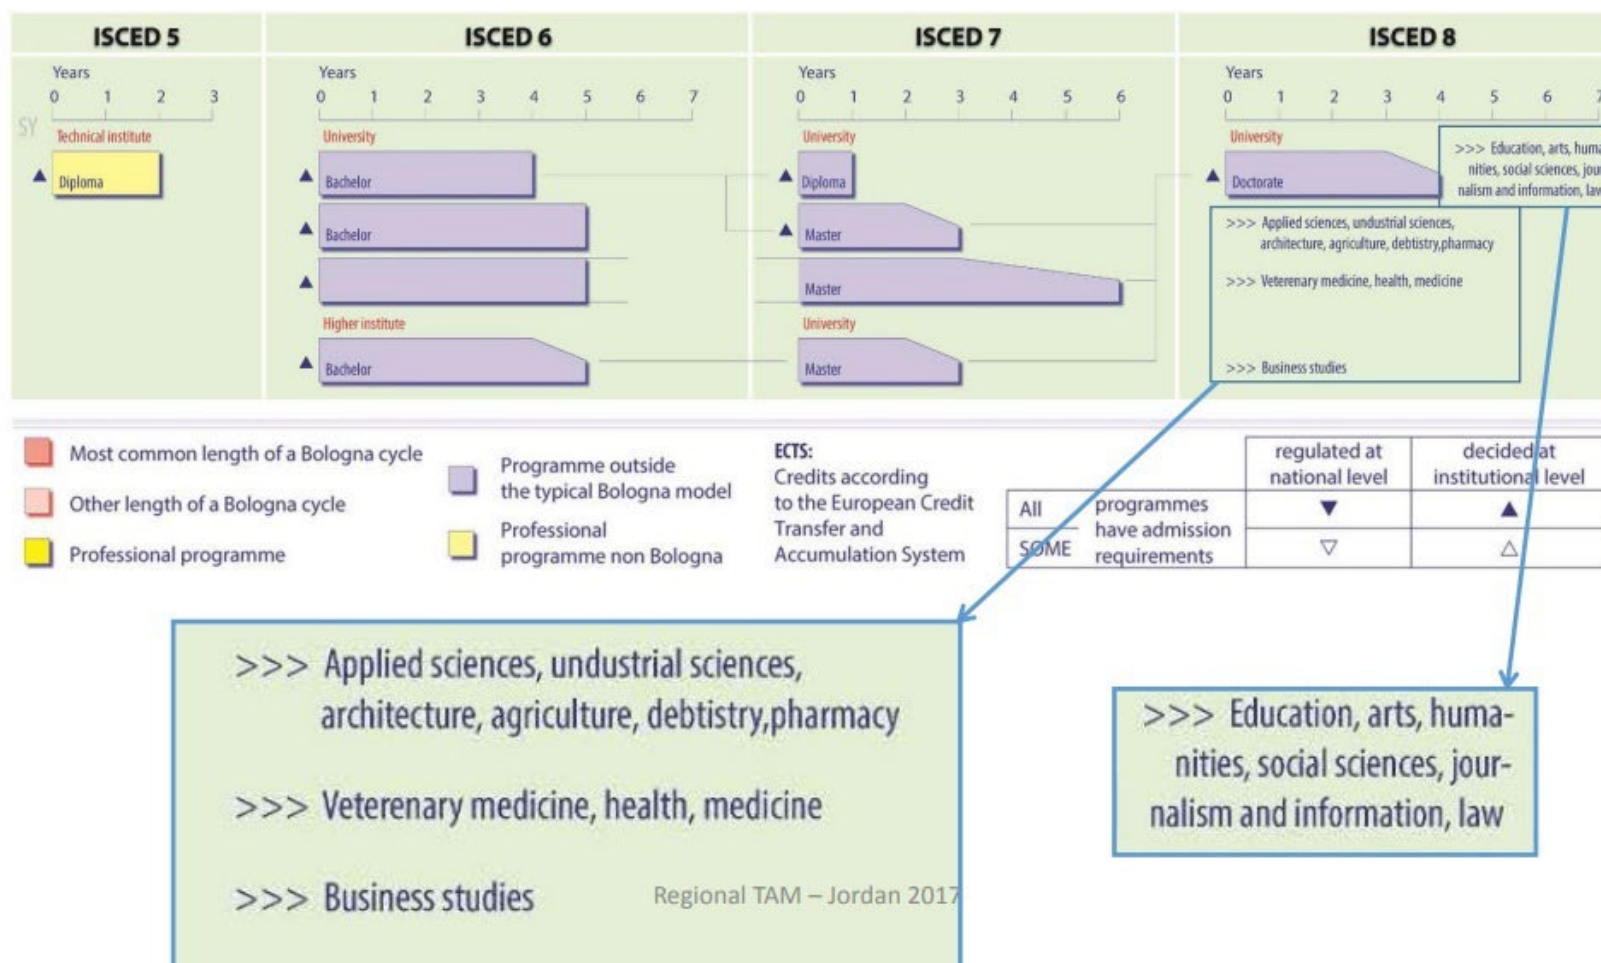 ISCED 5 ISCED 6 ISCED 7 ISCED 8
Years Years Years Years
0 1 2 3 0 1 2 3 4 5 6 7 0 1 2 3 4 5 6 0 1 2 3 4 5 6 7
SY
Technical institute University University University
Diploma Bachelor Diploma Doctorate
>>> Education, arts, huma
nities, social sciences, jour
nalism and information, law
Bachelor Master
>>> Applied sciences, undustrial sciences,
architecture, agriculture, debtistry,pharmacy
Master
>>> Veterenary medicine, health, medicine
Higher institute University
Bachelor Master
>>> Business studies
Most common length of a Bologna cycle
Other length of a Bologna cycle
Professional programme
Programme outside
the typical Bologna model
Professional
programme non Bologna
ECTS:
Credits according
to the European Credit
Transfer and
Accumulation System
regulated at
national level
decided at
institutional level
All
SOME
programmes
have admission
requirements
▼ ▲
▽ △
>>> Applied sciences, undustrial sciences,
architecture, agriculture, debtistry,pharmacy
>>> Veterenary medicine, health, medicine
>>> Business studies
>>> Education, arts, huma-
nities, social sciences, jour-
nalism and information, law
Regional TAM – Jordan 2017